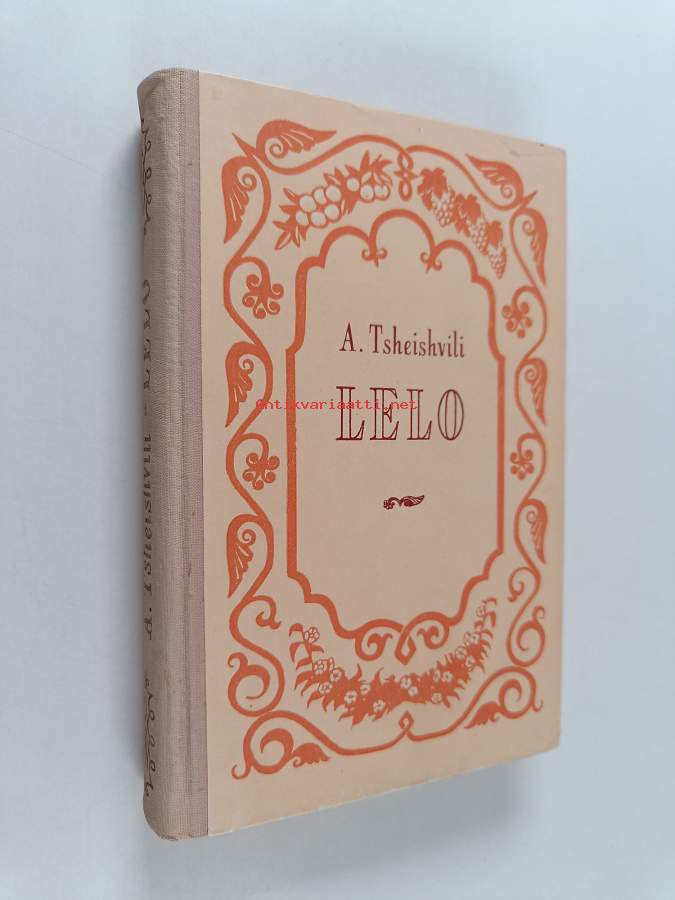 A. Tsheishvili
antikvariaatti.net
LELO
A. Tsheishvili - LELO